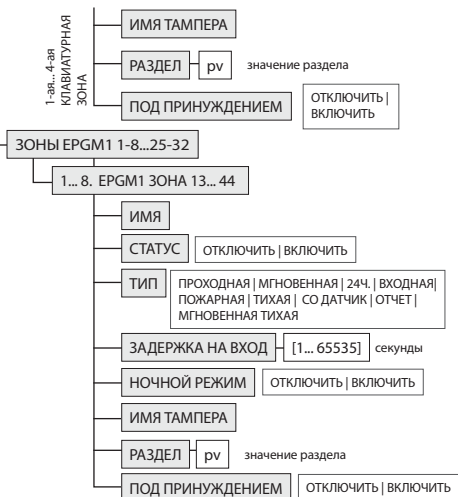 1-ая... 4-ая
КЛАВИАТУРНАЯ
ЗОНА
ИМЯ ТАМПЕРА
РАЗДЕЛ pv значение раздела
ПОД ПРИНУЖДЕНИЕМ ОТКЛЮЧИТЬ |
ВКЛЮЧИТЬ
ЗОНЫ EPGM1 1-8...25-32
1... 8. EPGM1 ЗОНА 13... 44
ИМЯ
СТАТУС ОТКЛЮЧИТЬ | ВКЛЮЧИТЬ
ТИП ПРОХОДНАЯ | МГНОВЕННАЯ | 24Ч. | ВХОДНАЯ|
ПОЖАРНАЯ | ТИХАЯ | СО ДАТЧИК | ОТЧЕТ |
МГНОВЕННАЯ ТИХАЯ
ЗАДЕРЖКА НА ВХОД [1... 65535] секунды
НОЧНОЙ РЕЖИМ ОТКЛЮЧИТЬ | ВКЛЮЧИТЬ
ИМЯ ТАМПЕРА
РАЗДЕЛ pv значение раздела
ПОД ПРИНУЖДЕНИЕМ ОТКЛЮЧИТЬ | ВКЛЮЧИТЬ